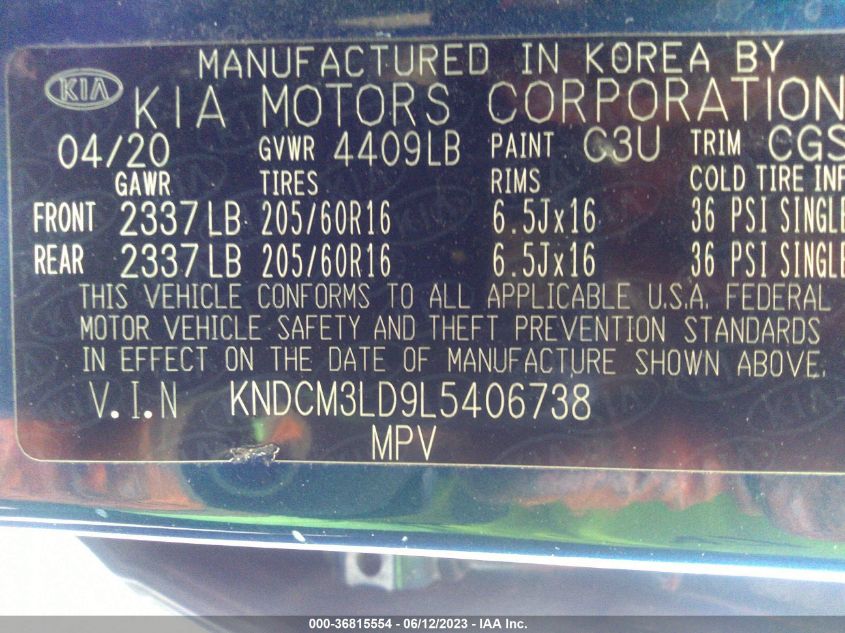 MANUFACTURED IN KOREA BY
KIA KIA MOTORS CORPORATION
04/20 GVWR 4409LB PAINT C3U TRIM CGS
GAWR TIRES RIMS COLD TIRE INF
FRONT 2337LB 205/60R16 6.5Jx16 36 PSI SINGLE
REAR 2337LB 205/60R16 6.5Jx16 36 PSI SINGLE
THIS VEHICLE CONFORMS TO ALL APPLICABLE U.S.A. FEDERAL
MOTOR VEHICLE SAFETY AND THEFT PREVENTION STANDARDS
IN EFFECT ON THE DATE OF MANUFACTURE SHOWN ABOVE.
V.I.N KNDCM3LD9L5406738
MPV
000-36815554 - 06/12/2023 - IAA Inc.